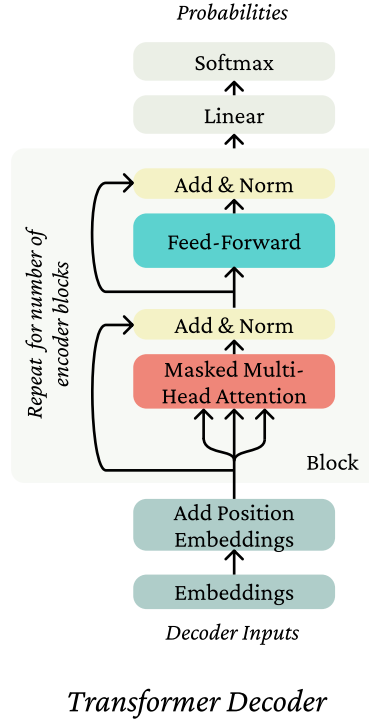 Probabilities
Softmax
Linear
Add & Norm
Feed-Forward
Repeat for number of
encoder blocks
Add & Norm
Masked Multi-
Head Attention
Block
Add Position
Embeddings
Embeddings
Decoder Inputs
Transformer Decoder